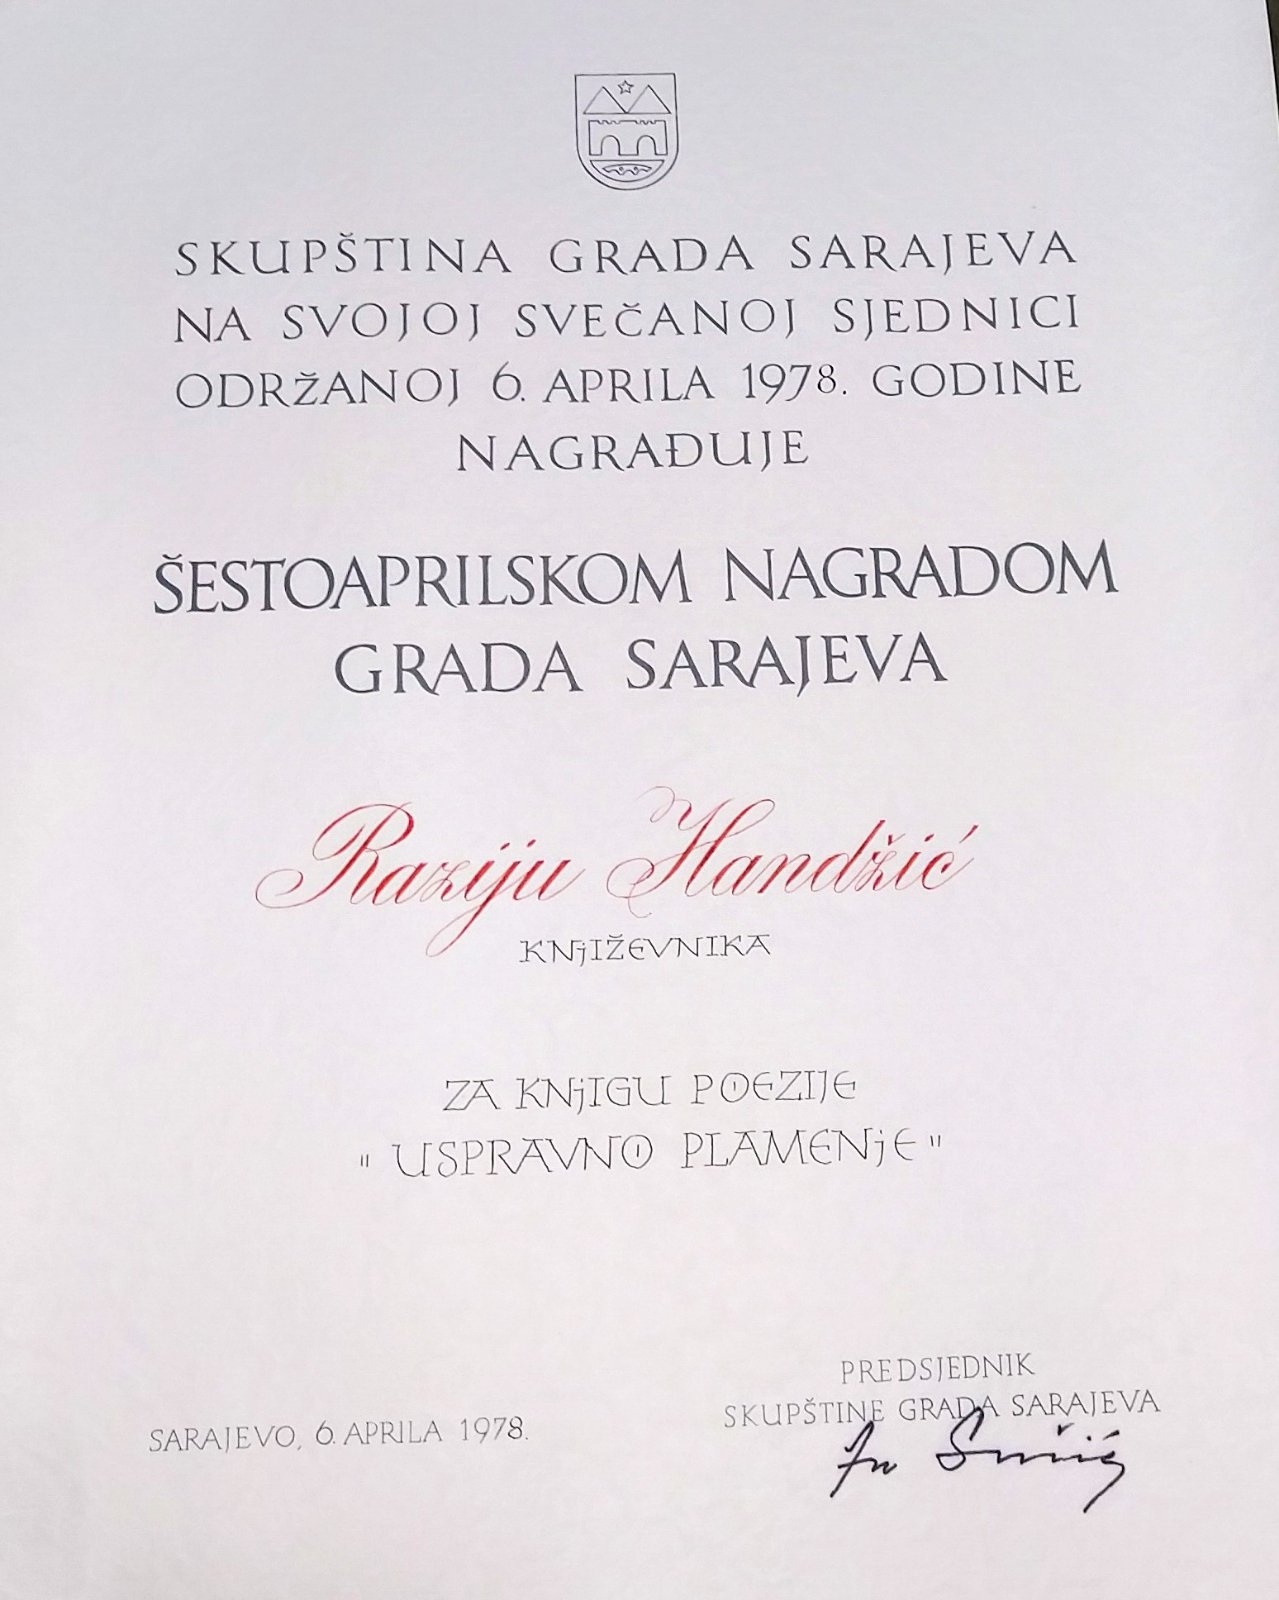 SKUPŠTINA GRADA SARAJEVA
NA SVOJOJ SVEČANOJ SJEDNICI
ODRŽANOJ 6. APRILA 1978. GODINE
NAGRAĐUJE
ŠESTOAPRILSKOM NAGRADOM
GRADA SARAJEVA
Raziju Handžić
KNjIŽEVNIKA
ZA KNjIGU POEZIJE
"USPRAVNO PLAMENjE"
SARAJEVO, 6. APRILA 1978.
PREDSJEDNIK
SKUPŠTINE GRADA SARAJEVA